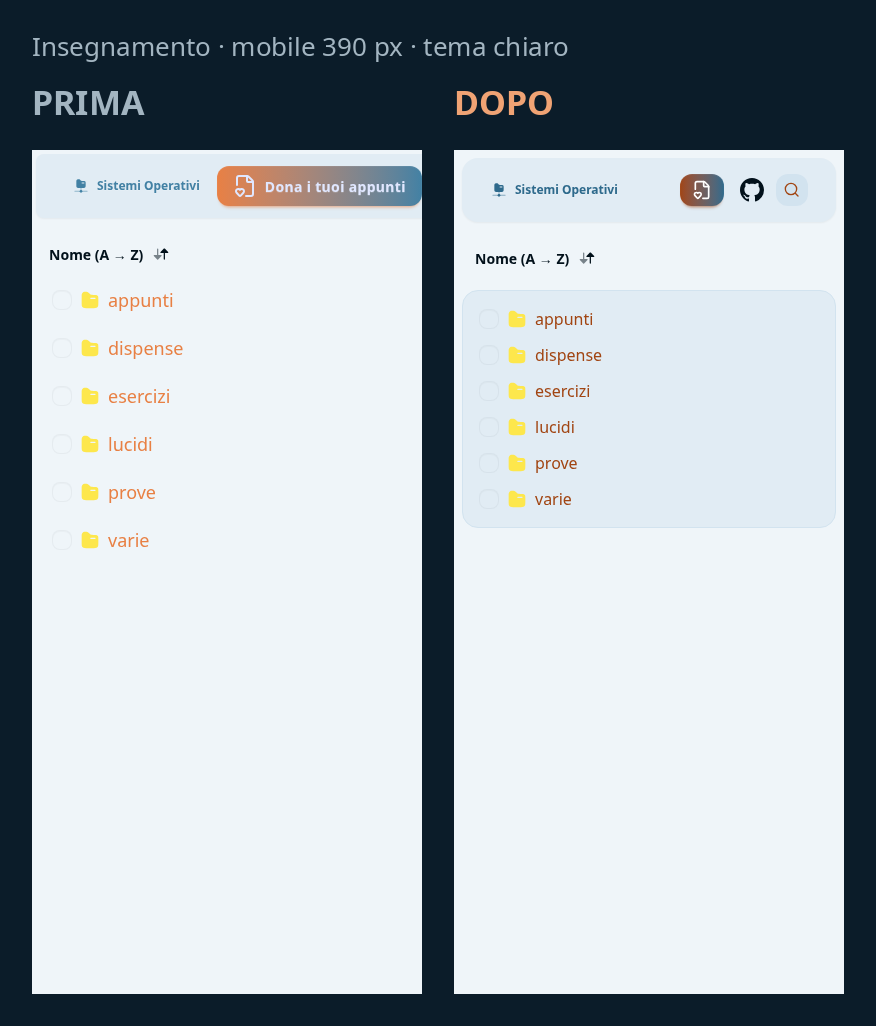 Insegnamento · mobile 390 px · tema chiaro
PRIMA
Sistemi Operativi
Dona i tuoi appunti
Nome (A → Z)
appunti
dispense
esercizi
lucidi
prove
varie
DOPO
Sistemi Operativi
Nome (A → Z)
appunti
dispense
esercizi
lucidi
prove
varie